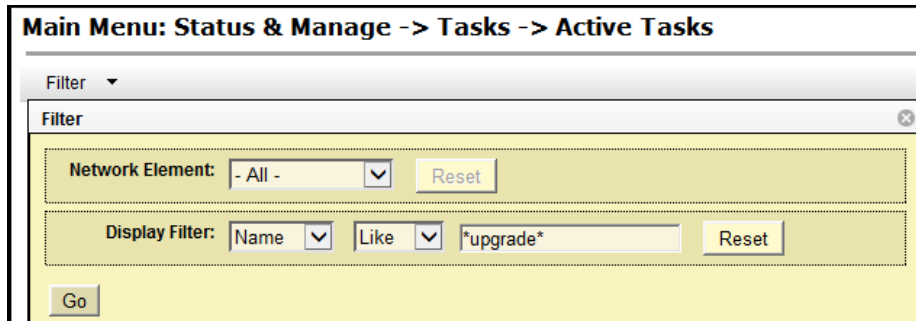 Main Menu: Status & Manage -> Tasks -> Active Tasks
Filter
Filter
Network Element: - All - Reset
Display Filter: Name Like *upgrade* Reset
Go